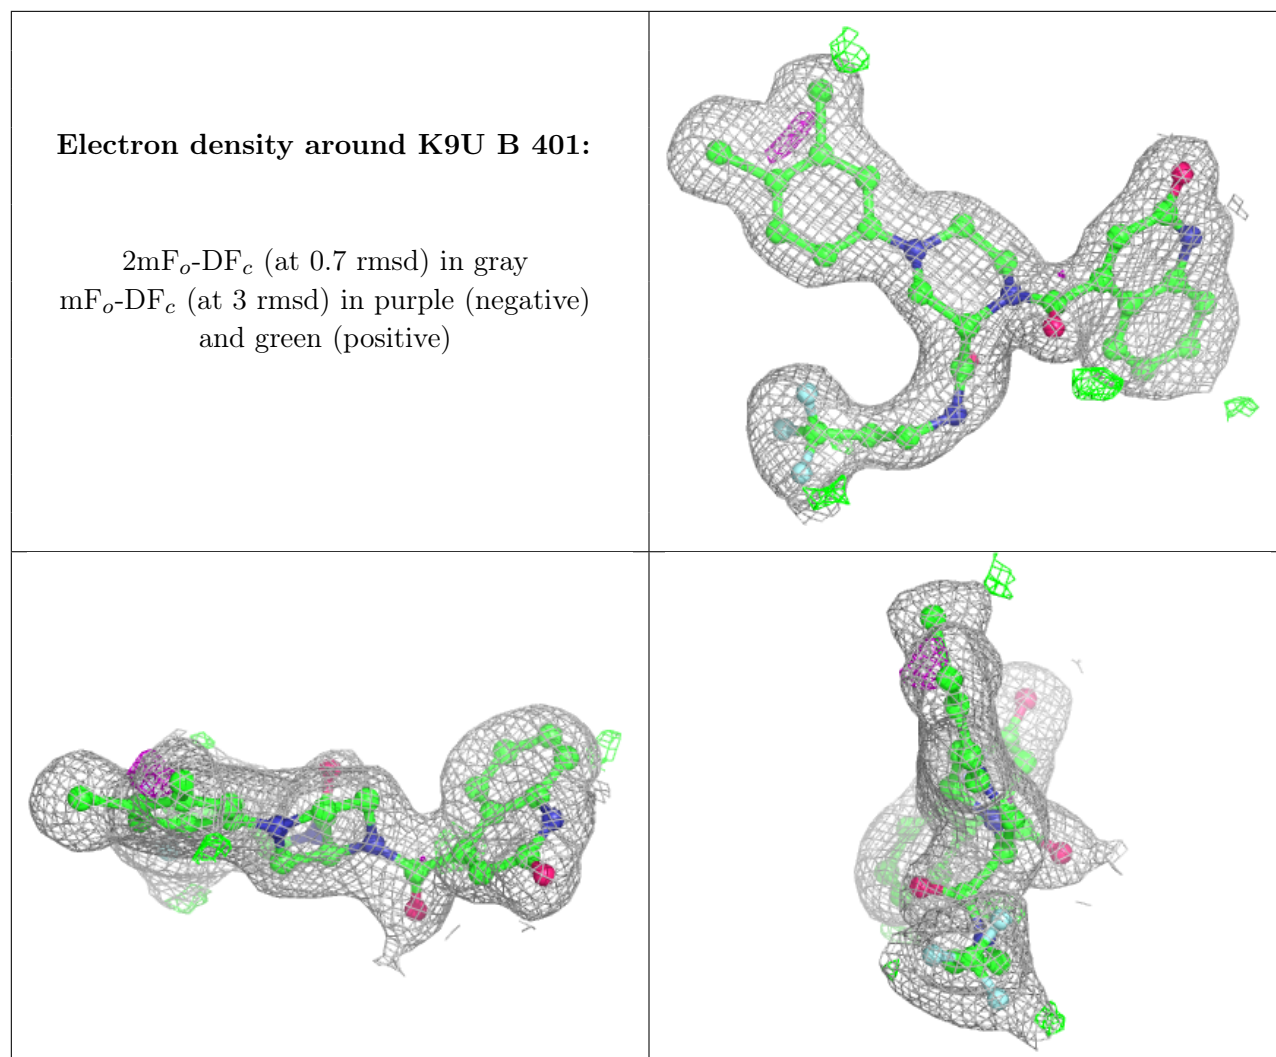 Electron density around K9U B 401:
2mFo-DFc (at 0.7 rmsd) in gray
mFo-DFc (at 3 rmsd) in purple (negative)
and green (positive)